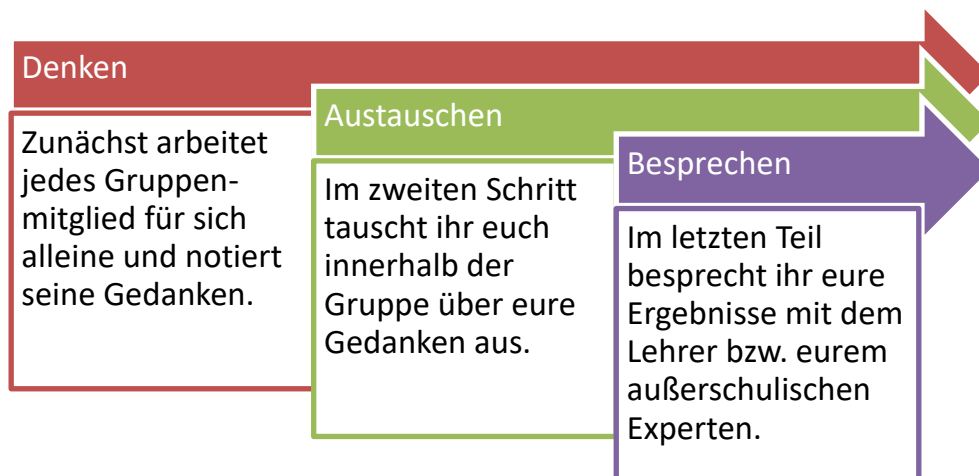 Denken
Zunächst arbeitet
jedes Gruppen-
mitglied für sich
alleine und notiert
seine Gedanken.
Austauschen
Im zweiten Schritt
tauscht ihr euch
innerhalb der
Gruppe über eure
Gedanken aus.
Besprechen
Im letzten Teil
besprecht ihr eure
Ergebnisse mit dem
Lehrer bzw. eurem
außerschulischen
Experten.